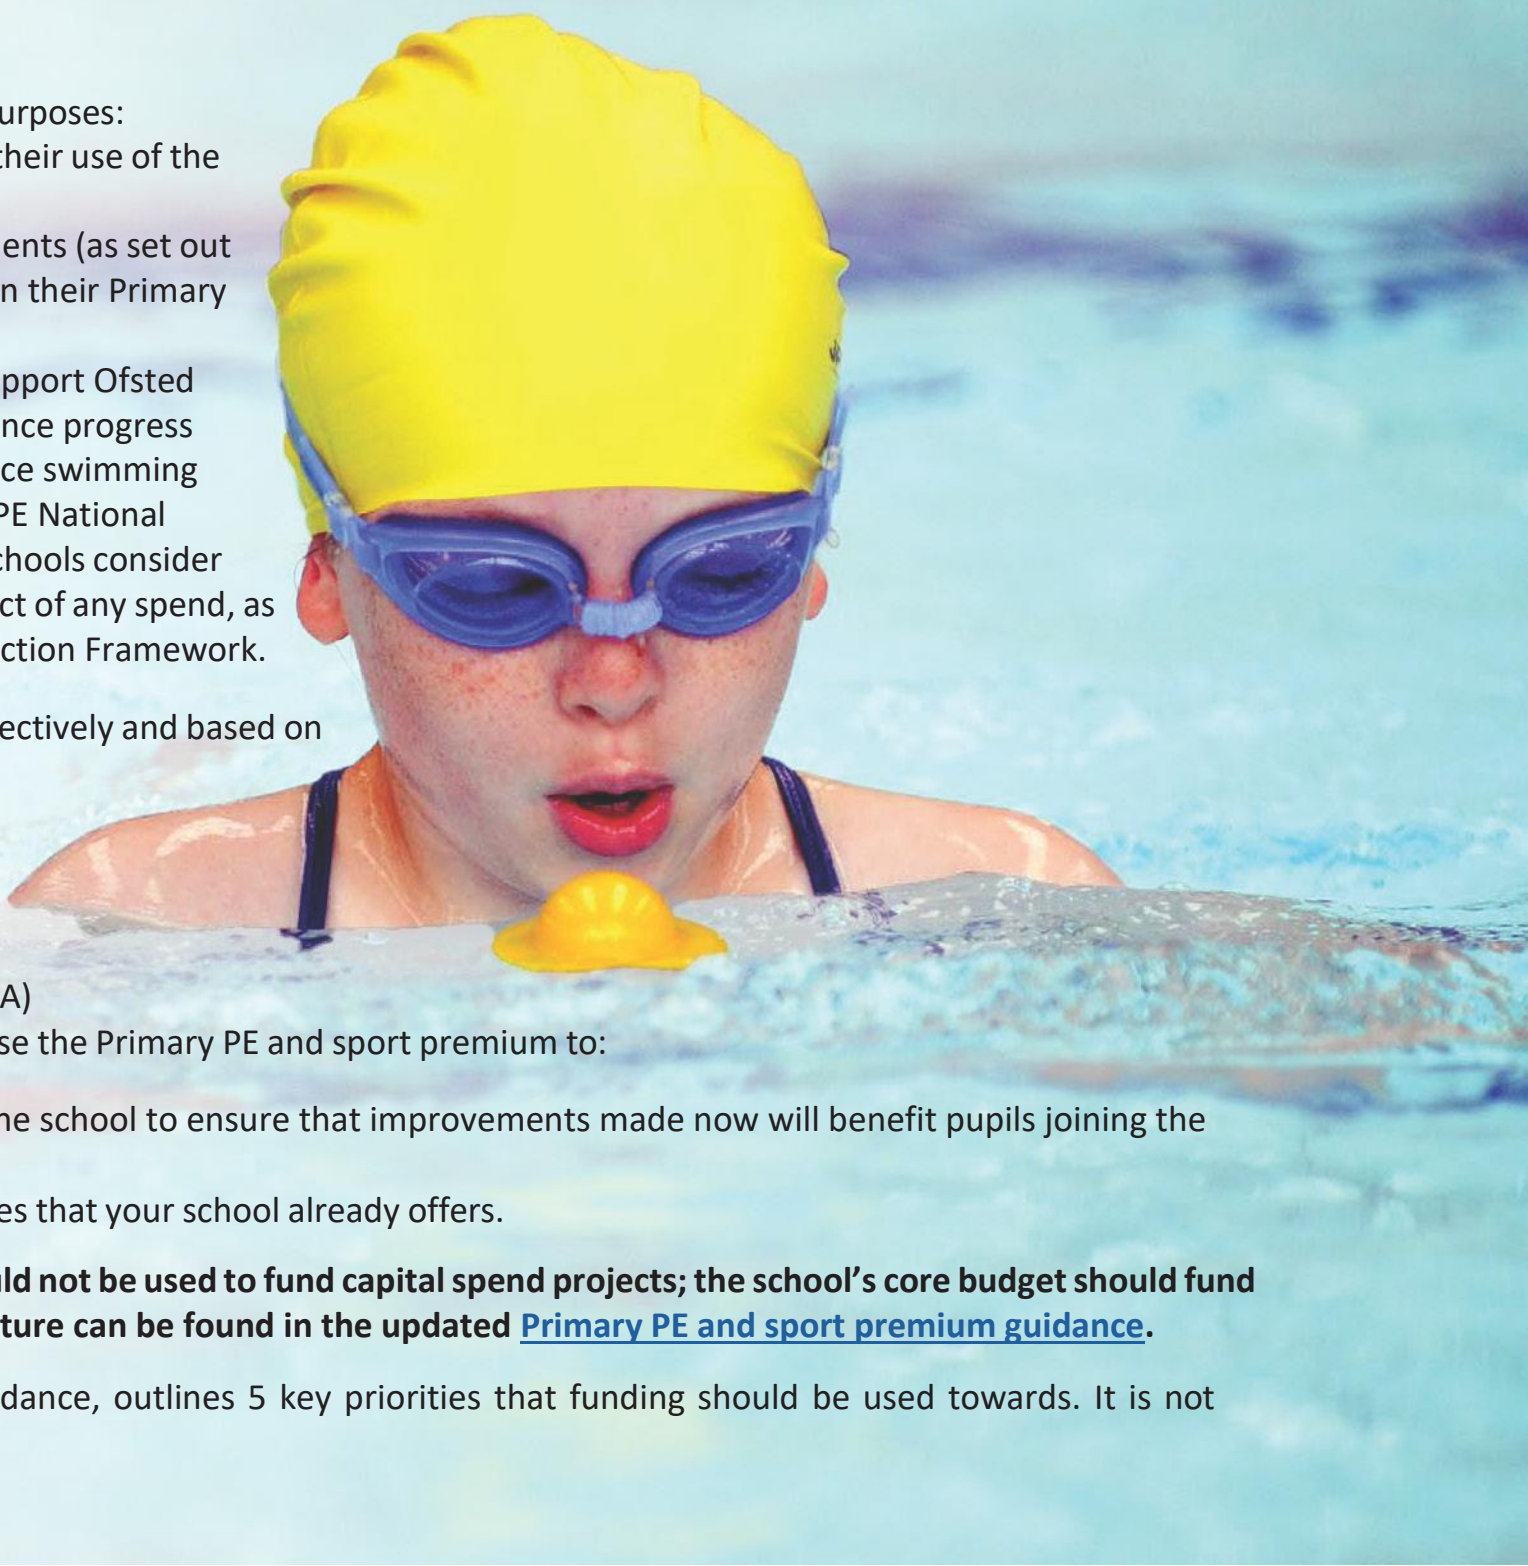 urposes:
their use of the
ents (as set out
n their Primary
pport Ofsted
nce progress
ce swimming
PE National
chools consider
ct of any spend, as
ction Framework.
ectively and based on
A)
se the Primary PE and sport premium to:
ne school to ensure that improvements made now will benefit pupils joining the
es that your school already offers.
uld not be used to fund capital spend projects; the school’s core budget should fund
ture can be found in the updated Primary PE and sport premium guidance.
dance, outlines 5 key priorities that funding should be used towards. It is not